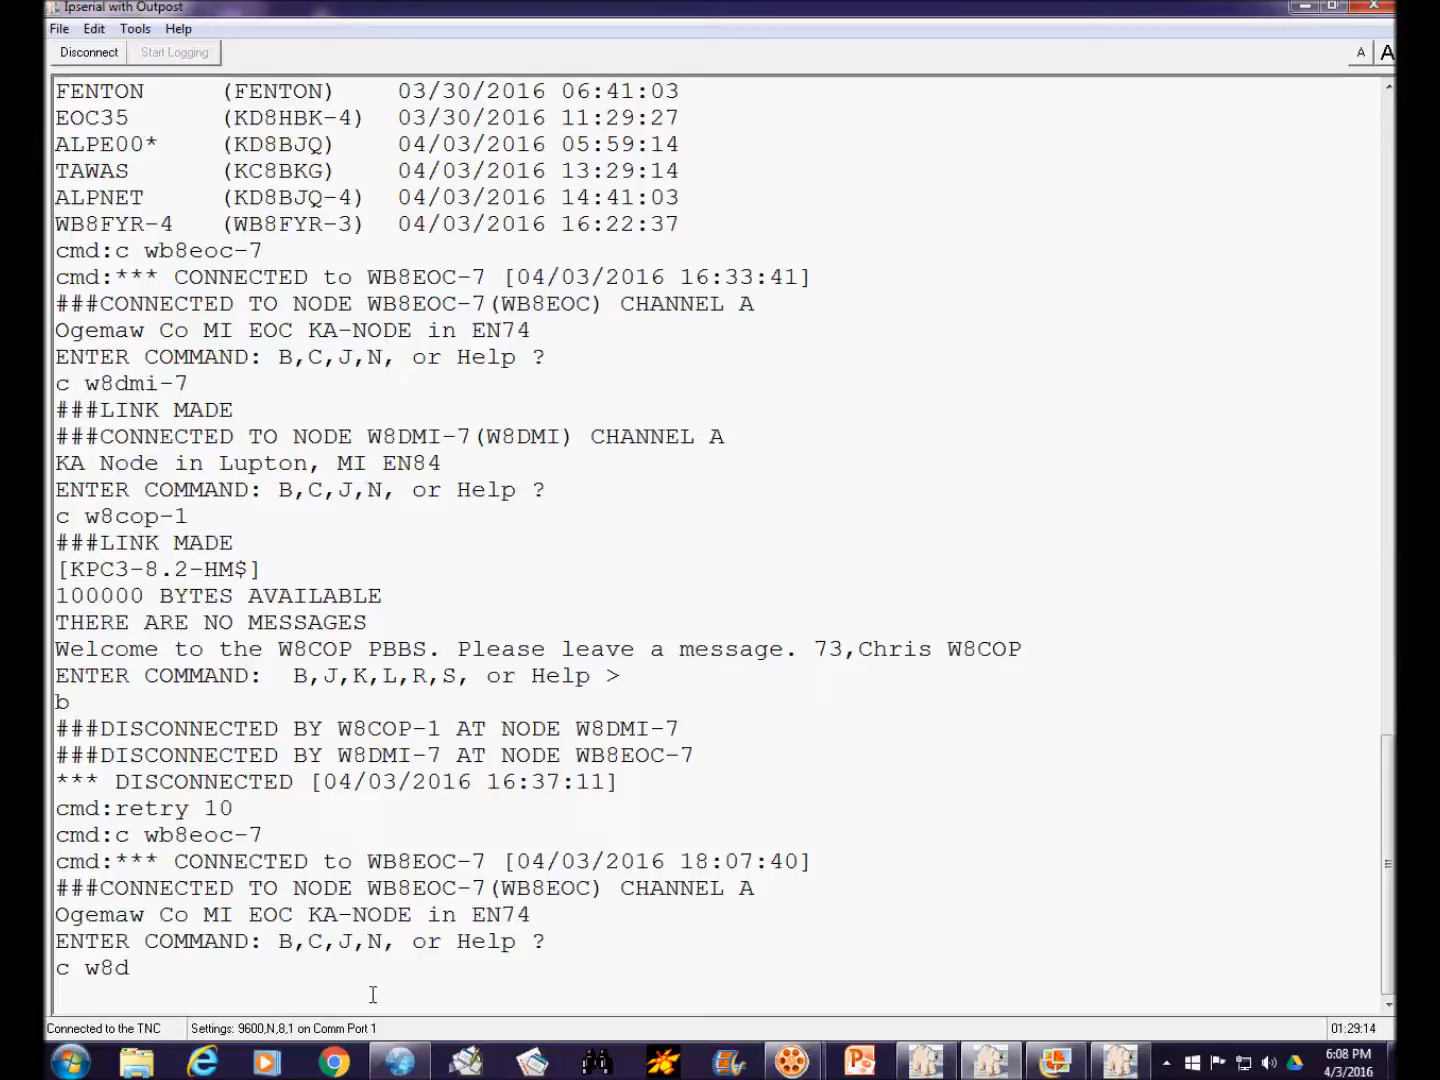 Ipserial with Outpost
File Edit Tools Help
Disconnect Start Logging A A
FENTON (FENTON) 03/30/2016 06:41:03
EOC35 (KD8HBK-4) 03/30/2016 11:29:27
ALPE00* (KD8BJQ) 04/03/2016 05:59:14
TAWAS (KC8BKG) 04/03/2016 13:29:14
ALPNET (KD8BJQ-4) 04/03/2016 14:41:03
WB8FYR-4 (WB8FYR-3) 04/03/2016 16:22:37
cmd:c wb8eoc-7
cmd:*** CONNECTED to WB8EOC-7 [04/03/2016 16:33:41]
###CONNECTED TO NODE WB8EOC-7(WB8EOC) CHANNEL A
Ogemaw Co MI EOC KA-NODE in EN74
ENTER COMMAND: B,C,J,N, or Help ?
c w8dmi-7
###LINK MADE
###CONNECTED TO NODE W8DMI-7(W8DMI) CHANNEL A
KA Node in Lupton, MI EN84
ENTER COMMAND: B,C,J,N, or Help ?
c w8cop-1
###LINK MADE
[KPC3-8.2-HM$]
100000 BYTES AVAILABLE
THERE ARE NO MESSAGES
Welcome to the W8COP PBBS. Please leave a message. 73,Chris W8COP
ENTER COMMAND: B,J,K,L,R,S, or Help >
b
###DISCONNECTED BY W8COP-1 AT NODE W8DMI-7
###DISCONNECTED BY W8DMI-7 AT NODE WB8EOC-7
*** DISCONNECTED [04/03/2016 16:37:11]
cmd:retry 10
cmd:c wb8eoc-7
cmd:*** CONNECTED to WB8EOC-7 [04/03/2016 18:07:40]
###CONNECTED TO NODE WB8EOC-7(WB8EOC) CHANNEL A
Ogemaw Co MI EOC KA-NODE in EN74
ENTER COMMAND: B,C,J,N, or Help ?
c w8d
Connected to the TNC Settings: 9600,N,8,1 on Comm Port 1 01:29:14
6:08 PM
4/3/2016